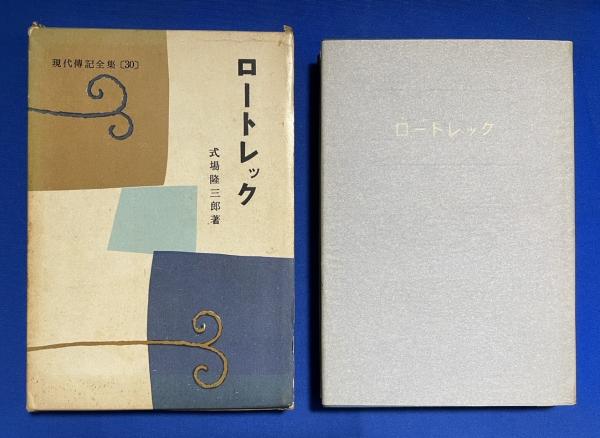 現代傳記全集〔30〕
ロートレック
式場隆三郎著
ロートレック